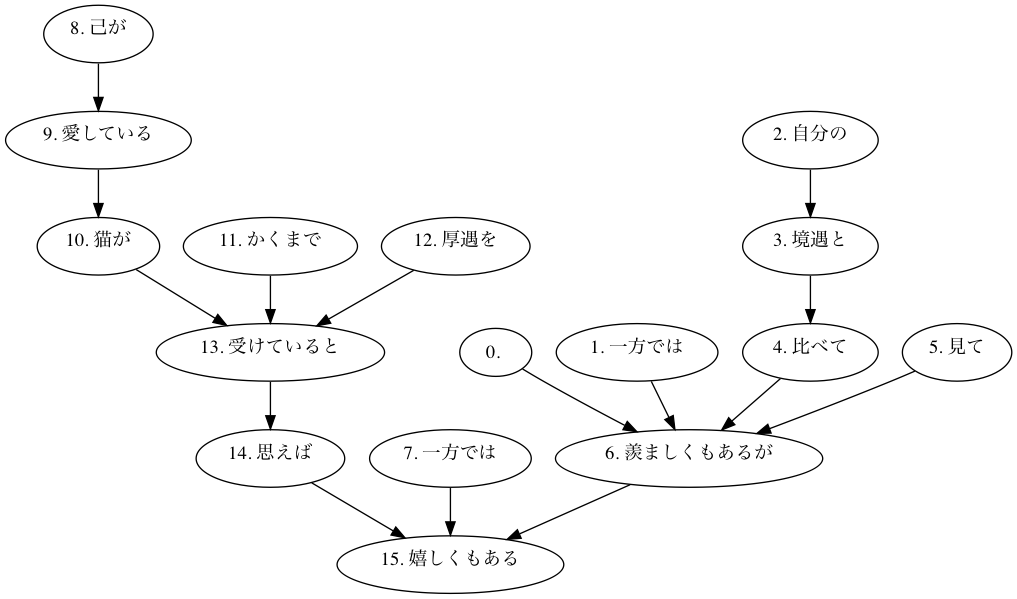 8. 己が
9. 愛している
2. 自分の
10. 猫が
11. かくまで
12. 厚遇を
3. 境遇と
13. 受けていると
0.
1. 一方では
4. 比べて
5. 見て
14. 思えば
7. 一方では
6. 羨ましくもあるが
15. 嬉しくもある